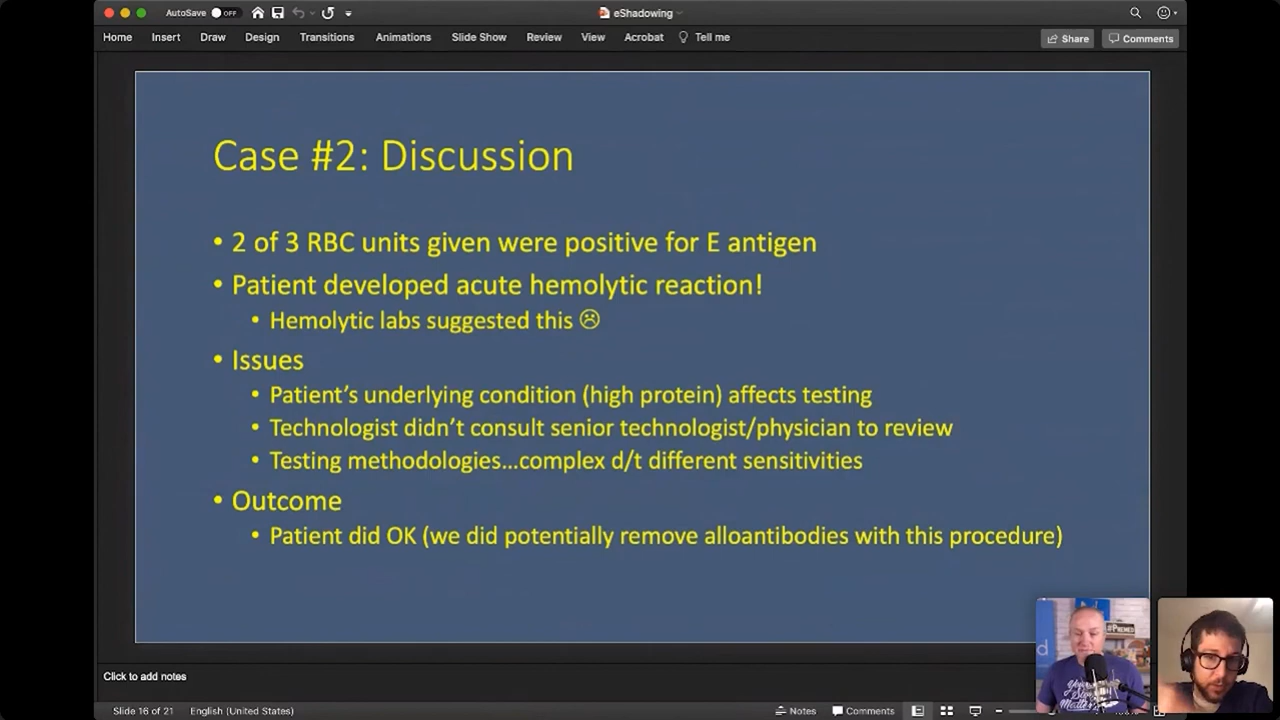 AutoSave OFF
eShadowing
Home Insert Draw Design Transitions Animations Slide Show Review View Acrobat Tell me
Share Comments
Case #2: Discussion
• 2 of 3 RBC units given were positive for E antigen
• Patient developed acute hemolytic reaction!
• Hemolytic labs suggested this ☹
• Issues
• Patient’s underlying condition (high protein) affects testing
• Technologist didn’t consult senior technologist/physician to review
• Testing methodologies…complex d/t different sensitivities
• Outcome
• Patient did OK (we did potentially remove alloantibodies with this procedure)
#PREMED
d
Click to add notes
Slide 16 of 21 English (United States) Notes Comments